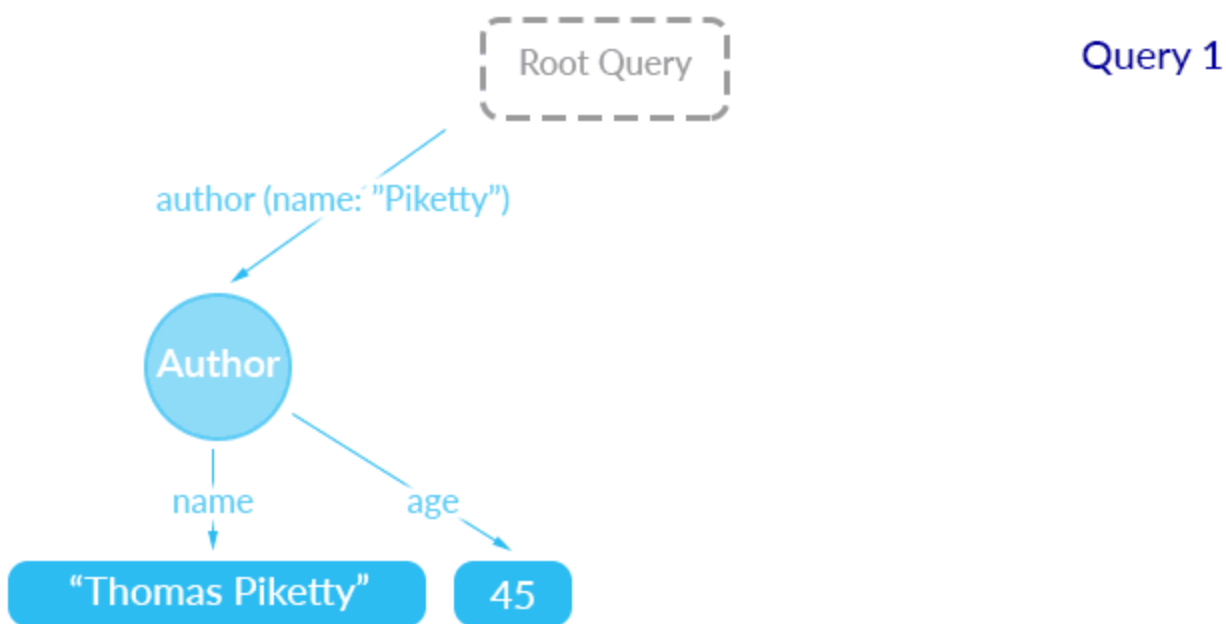 Root Query
Query 1
author (name: ”Piketty”)
Author
name
age
“Thomas Piketty”
45